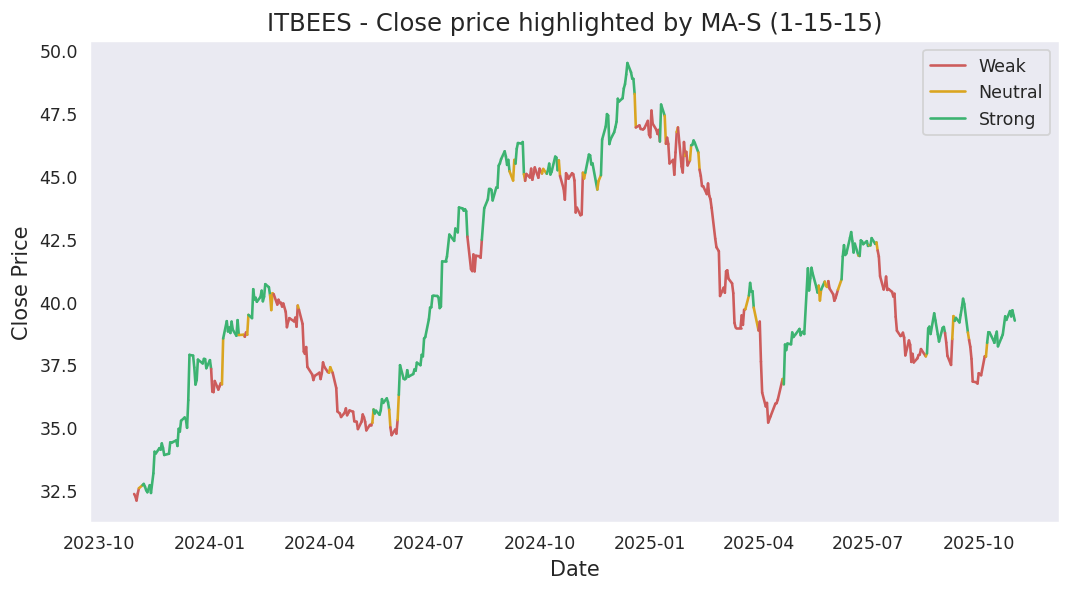 ITBEES - Close price highlighted by MA-S (1-15-15)
50.0
47.5
45.0
42.5
40.0
37.5
35.0
32.5
Close Price
Weak
Neutral
Strong
2023-10 2024-01 2024-04 2024-07 2024-10 2025-01 2025-04 2025-07 2025-10
Date